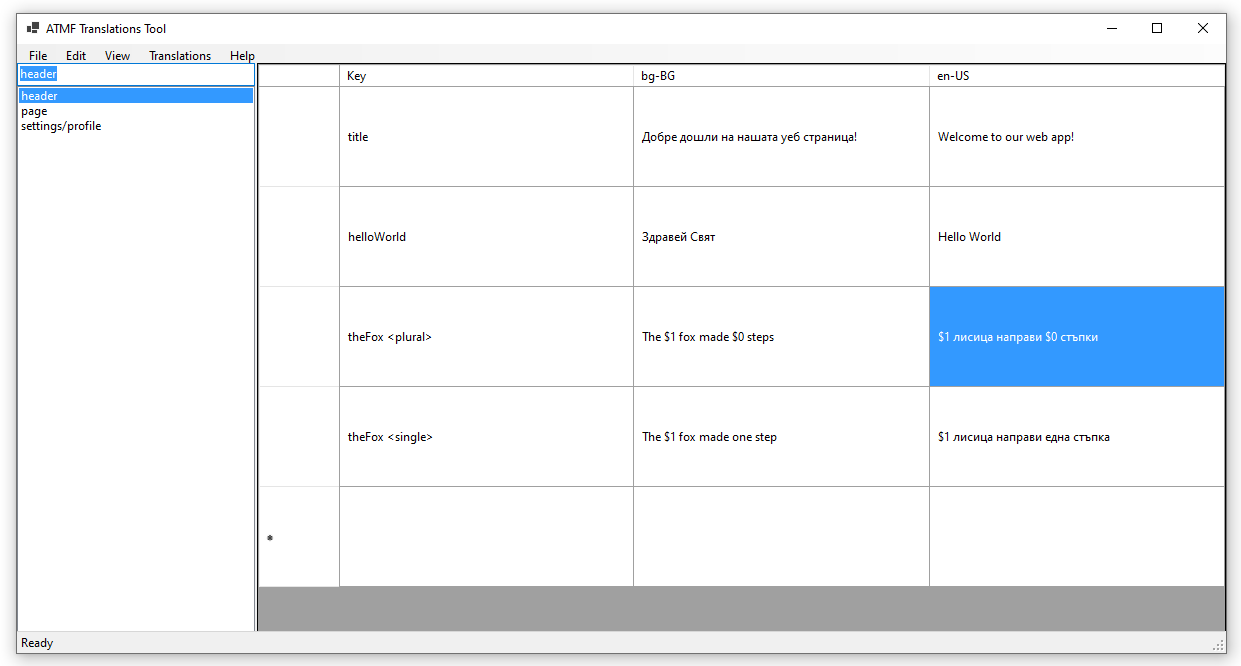 ATMF Translations Tool
File Edit View Translations Help
header
header
page
settings/profile
Key bg-BG en-US
title Добре дошли на нашата уеб страница! Welcome to our web app!
helloWorld Здравей Свят Hello World
theFox <plural> The $1 fox made $0 steps $1 лисица направи $0 стъпки
theFox <single> The $1 fox made one step $1 лисица направи една стъпка
*
Ready